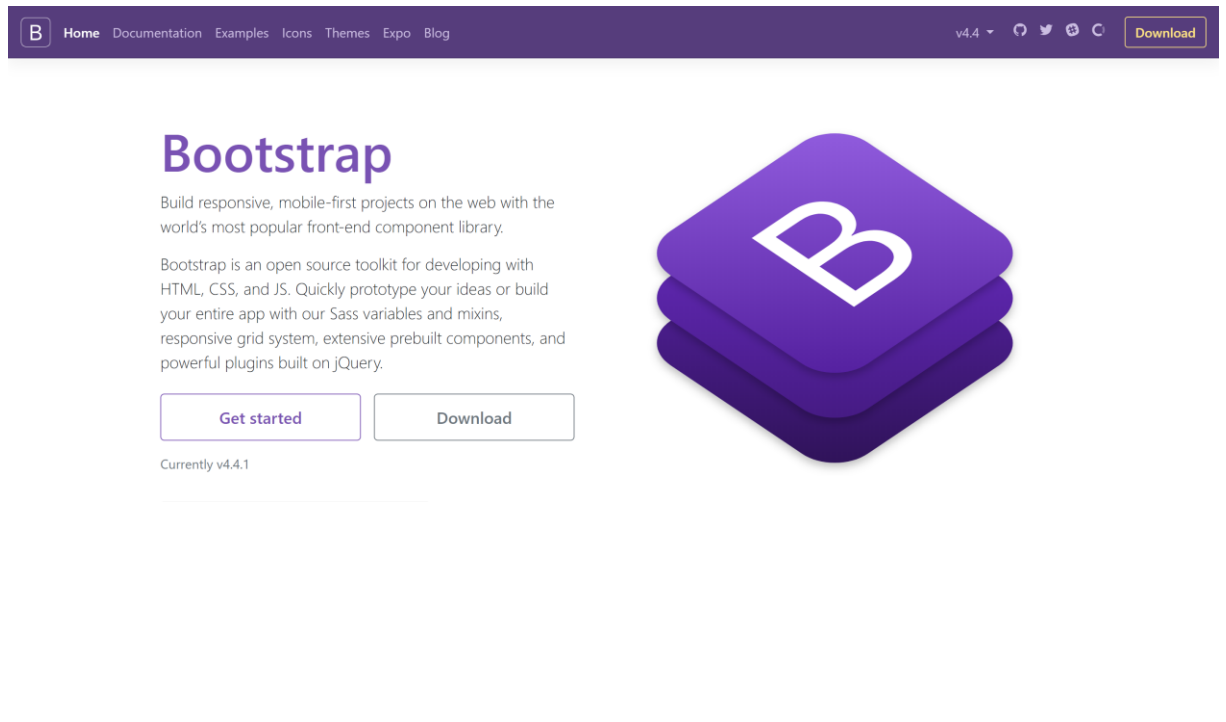 B Home Documentation Examples Icons Themes Expo Blog v4.4 Download
Bootstrap
Build responsive, mobile-first projects on the web with the
world's most popular front-end component library.
Bootstrap is an open source toolkit for developing with
HTML, CSS, and JS. Quickly prototype your ideas or build
your entire app with our Sass variables and mixins,
responsive grid system, extensive prebuilt components, and
powerful plugins built on jQuery.
Get started Download
Currently v4.4.1
B